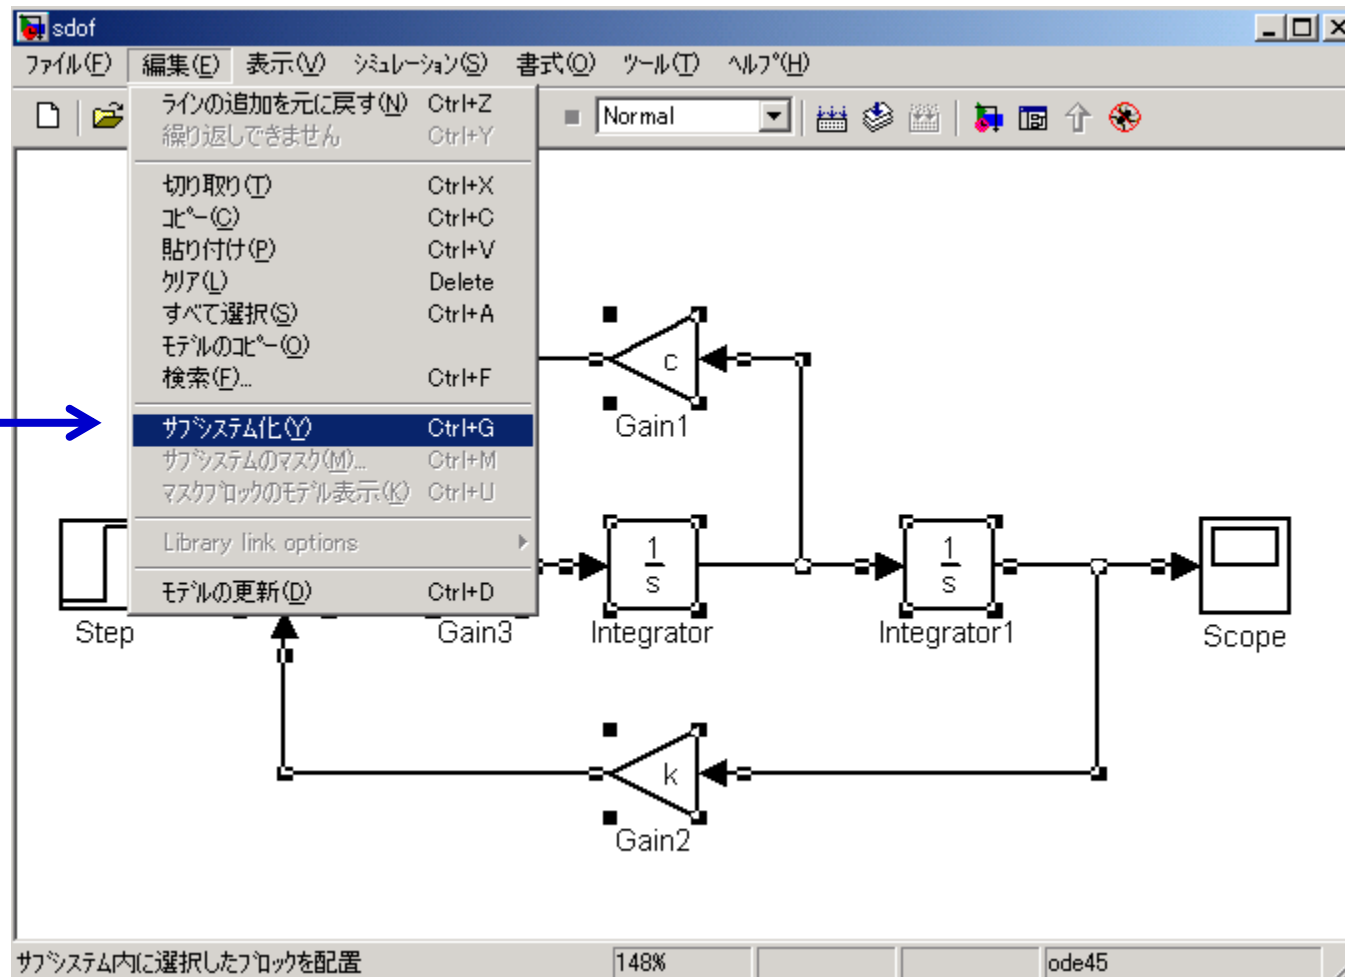 sdof
ファイル(F) 編集(E) 表示(V) シミュレーション(S) 書式(O) ツール(T) ヘルプ(H)
Normal
ラインの追加を元に戻す(N) Ctrl+Z
繰り返しできません Ctrl+Y
切り取り(T) Ctrl+X
コピー(C) Ctrl+C
貼り付け(P) Ctrl+V
クリア(L) Delete
すべて選択(S) Ctrl+A
モデルのコピー(O)
検索(F)... Ctrl+F
サブシステム化(Y) Ctrl+G
サブシステムのマスク(M)... Ctrl+M
マスクブロックのモデル表示(K) Ctrl+U
Library link options
モデルの更新(D) Ctrl+D
c
Gain1
1
s
1
s
Step Gain3 Integrator Integrator1 Scope
k
Gain2
サブシステム内に選択したブロックを配置 148% ode45